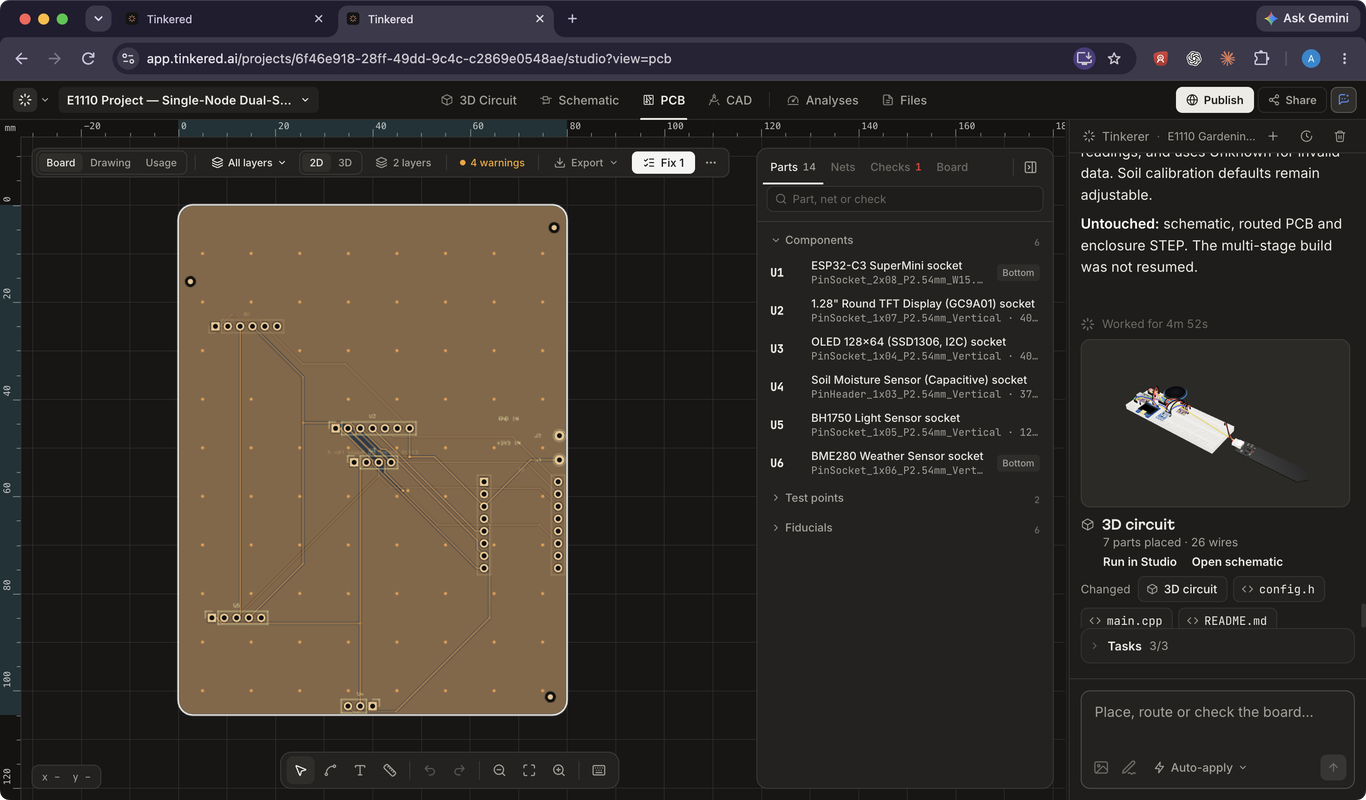 Tinkered
Tinkered
Ask Gemini
app.tinkered.ai/projects/6f46e918-28ff-49dd-9c4c-c2869e0548ae/studio?view=pcb
A
E1110 Project — Single-Node Dual-S...
3D Circuit
Schematic
PCB
CAD
Analyses
Files
Publish
Share
mm
−20
0
20
40
60
80
100
120
140
160
18
Tinkerer · E1110 Gardenin...
Board
Drawing
Usage
All layers
2D
3D
2 layers
4 warnings
Export
Fix 1
0
20
40
60
80
100
120
U2
x – y –
Parts 14
Nets
Checks 1
Board
Part, net or check
Components 6
U1 ESP32-C3 SuperMini socket
PinSocket_2x08_P2.54mm_W15.…
Bottom
U2 1.28" Round TFT Display (GC9A01) socket
PinSocket_1x07_P2.54mm_Vertical · 40…
U3 OLED 128×64 (SSD1306, I2C) socket
PinSocket_1x04_P2.54mm_Vertical · 40…
U4 Soil Moisture Sensor (Capacitive) socket
PinHeader_1x03_P2.54mm_Vertical · 37…
U5 BH1750 Light Sensor socket
PinSocket_1x05_P2.54mm_Vertical · 12…
U6 BME280 Weather Sensor socket
PinSocket_1x06_P2.54mm_Vert…
Bottom
Test points 2
Fiducials 6
readings, and uses Unknown for invalid
data. Soil calibration defaults remain
adjustable.
Untouched: schematic, routed PCB and
enclosure STEP. The multi-stage build
was not resumed.
Worked for 4m 52s
3D circuit
7 parts placed · 26 wires
Run in Studio
Open schematic
Changed
3D circuit
<> config.h
<> main.cpp
<> README.md
Tasks 3/3
Place, route or check the board...
Auto-apply